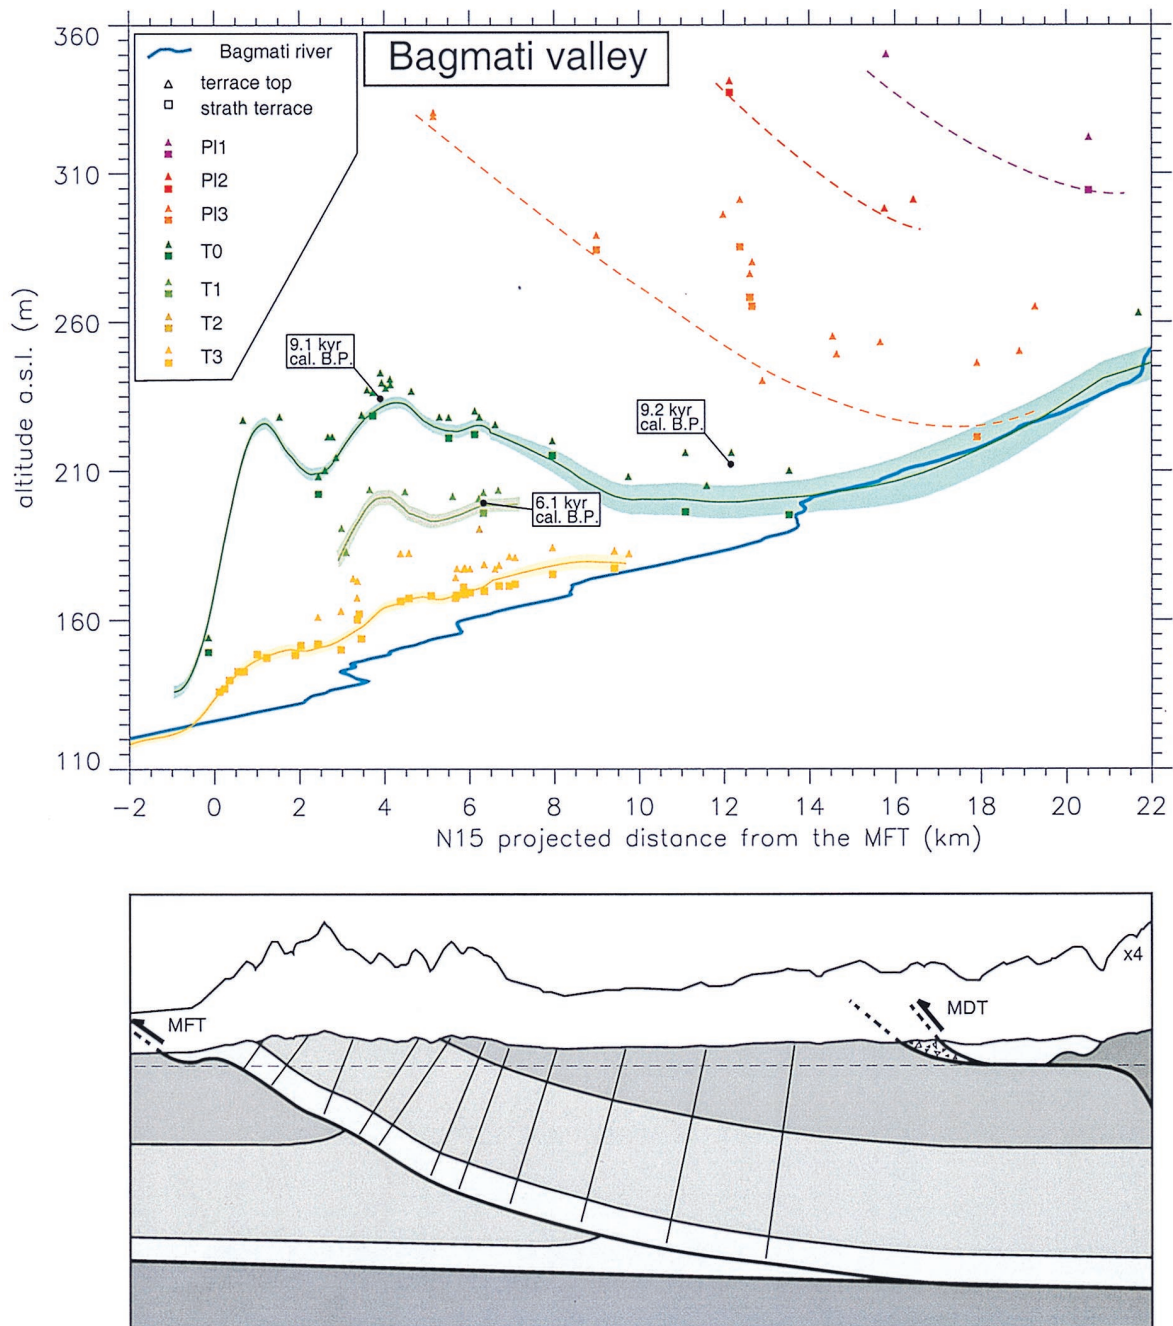 Bagmati valley
Bagmati river
terrace top
strath terrace
Pl1
Pl2
Pl3
T0
T1
T2
T3
360
310
260
210
160
110
altitude a.s.l. (m)
9.1 kyr
cal. B.P.
9.2 kyr
cal. B.P.
6.1 kyr
cal. B.P.
−2 0 2 4 6 8 10 12 14 16 18 20 22
N15 projected distance from the MFT (km)
x4
MFT
MDT